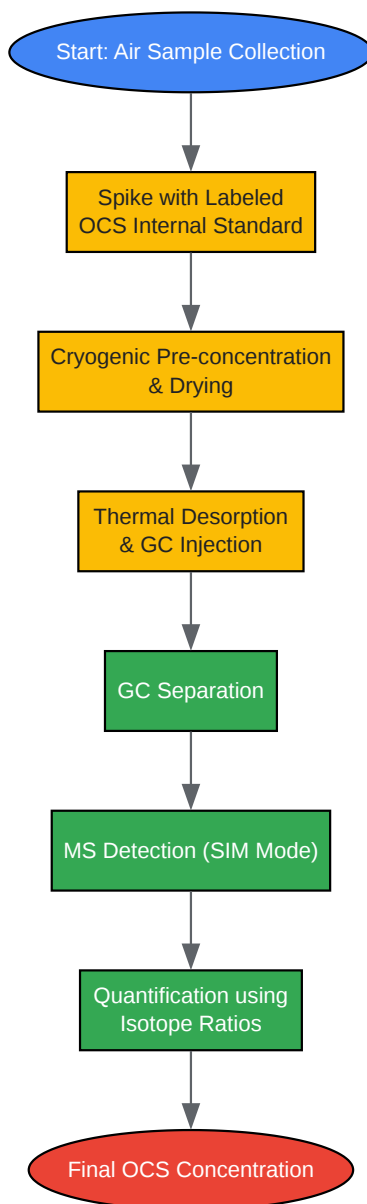 Start: Air Sample Collection
Spike with Labeled
OCS Internal Standard
Cryogenic Pre-concentration
& Drying
Thermal Desorption
& GC Injection
GC Separation
MS Detection (SIM Mode)
Quantification using
Isotope Ratios
Final OCS Concentration